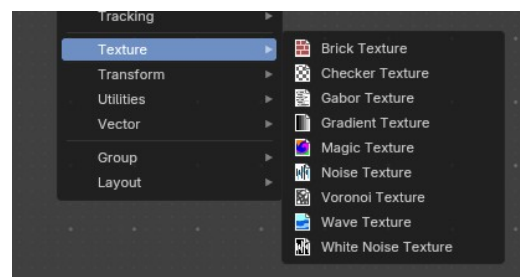 Tracking
Texture
Transform
Utilities
Vector
Group
Layout
Brick Texture
Checker Texture
Gabor Texture
Gradient Texture
Magic Texture
Noise Texture
Voronoi Texture
Wave Texture
White Noise Texture